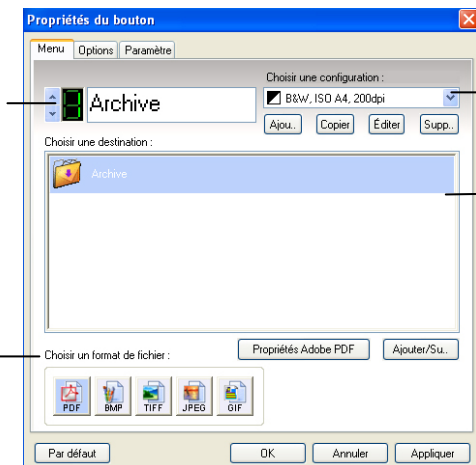 Propriétés du bouton
Menu Options Paramètre
Choisir une configuration :
Archive
B&W, ISO A4, 200dpi
Ajou.. Copier Éditer Supp..
Choisir une destination :
Archive
Propriétés Adobe PDF Ajouter/Su..
Choisir un format de fichier :
PDF BMP TIFF JPEG GIF
Par défaut OK Annuler Appliquer